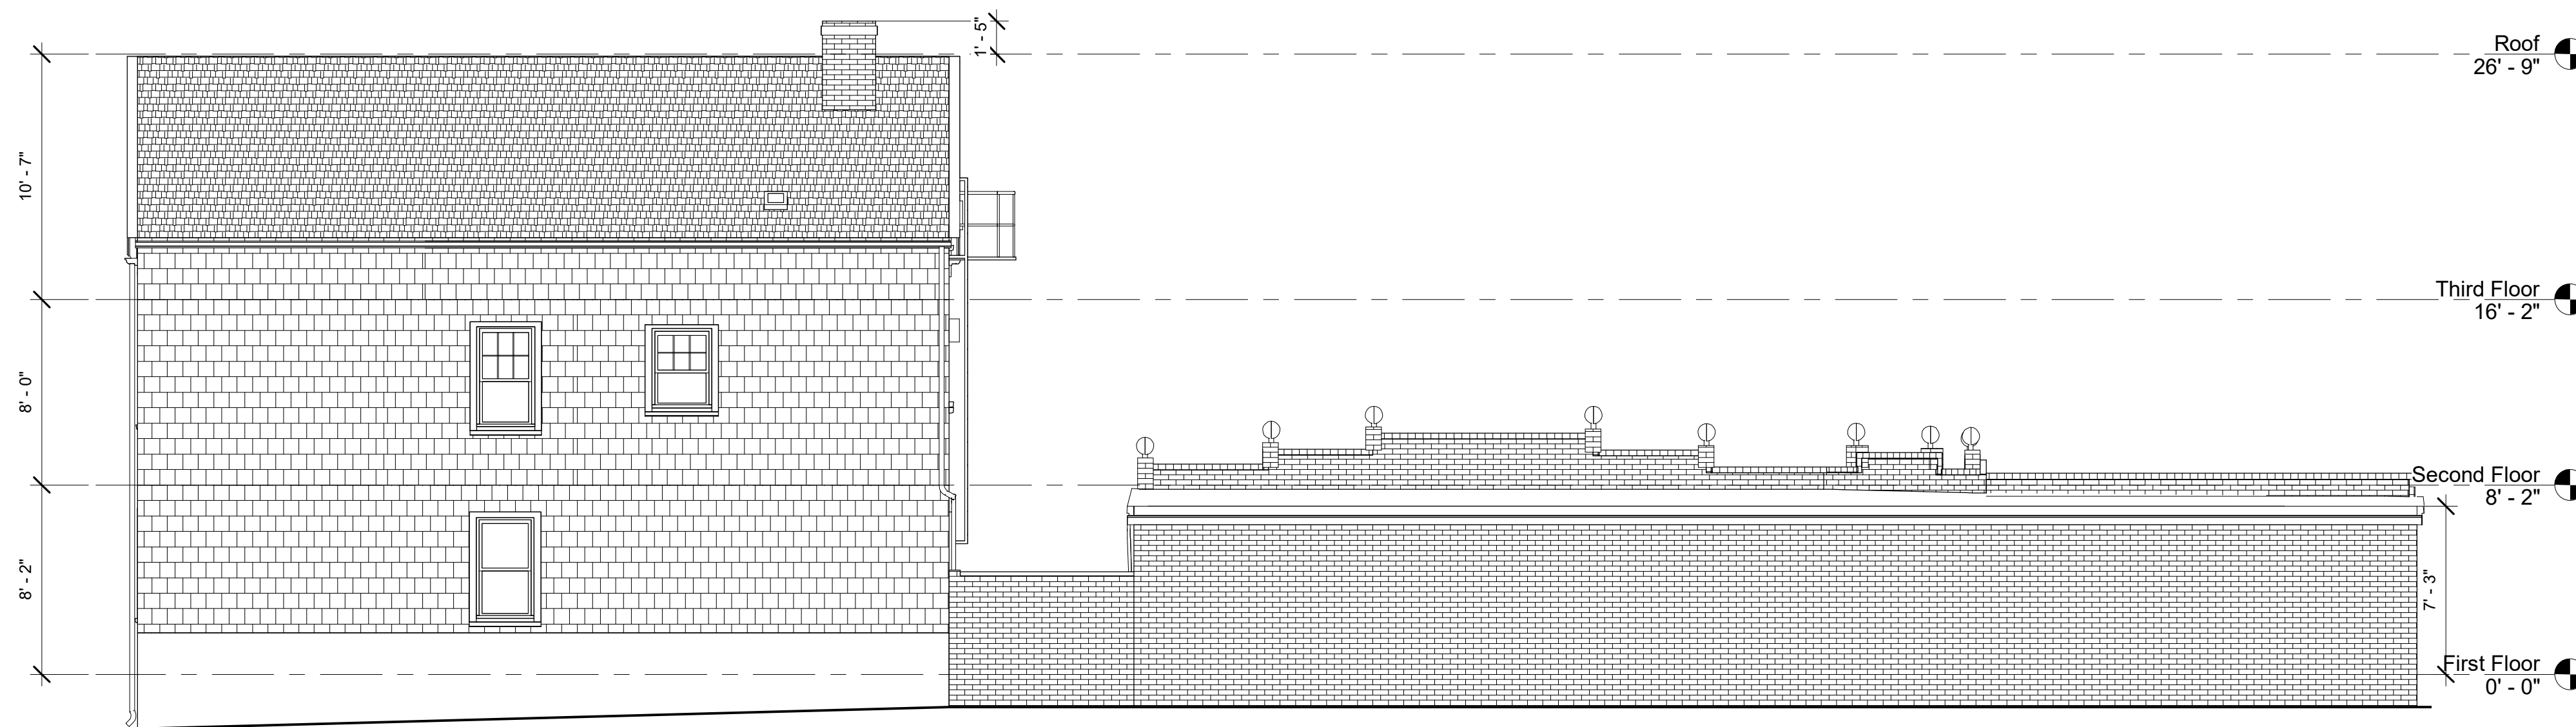 1' - 5"
Roof
26' - 9"
10' - 7"
Third Floor
16' - 2"
8' - 0"
Second Floor
8' - 2"
8' - 2"
7' - 3"
First Floor
0' - 0"